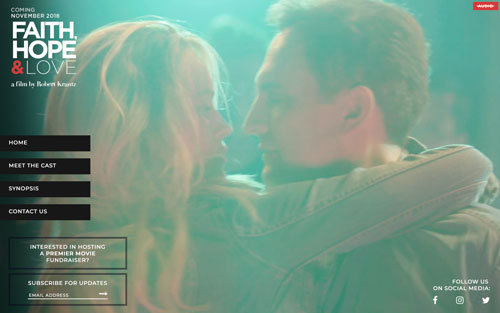 COMING
NOVEMBER 2018
FAITH,
HOPE
&LOVE
a film by Robert Krantz
AUDIO
HOME
MEET THE CAST
SYNOPSIS
CONTACT US
INTERESTED IN HOSTING
A PREMIER MOVIE
FUNDRAISER?
SUBSCRIBE FOR UPDATES
EMAIL ADDRESS
FOLLOW US
ON SOCIAL MEDIA: